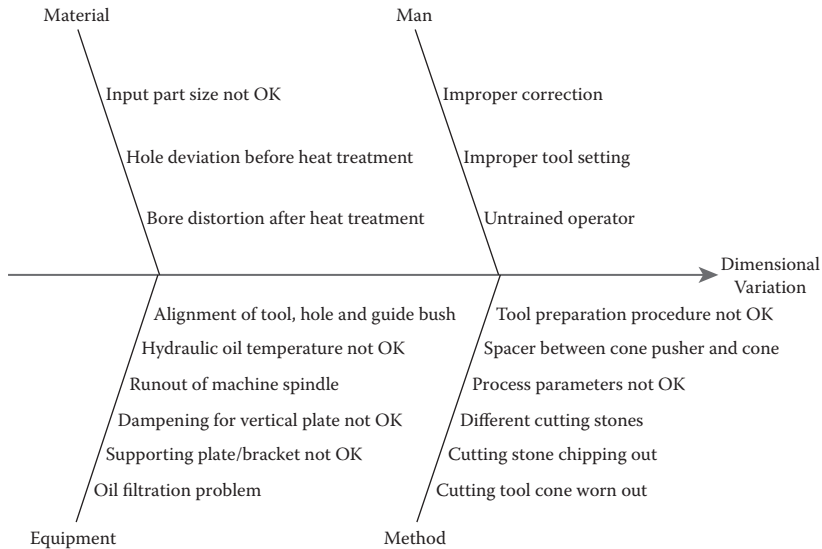 Material
Input part size not OK
Hole deviation before heat treatment
Bore distortion after heat treatment
Man
Improper correction
Improper tool setting
Untrained operator
Dimensional
Variation
Alignment of tool, hole and guide bush
Hydraulic oil temperature not OK
Runout of machine spindle
Dampening for vertical plate not OK
Supporting plate/bracket not OK
Oil filtration problem
Equipment
Tool preparation procedure not OK
Spacer between cone pusher and cone
Process parameters not OK
Different cutting stones
Cutting stone chipping out
Cutting tool cone worn out
Method